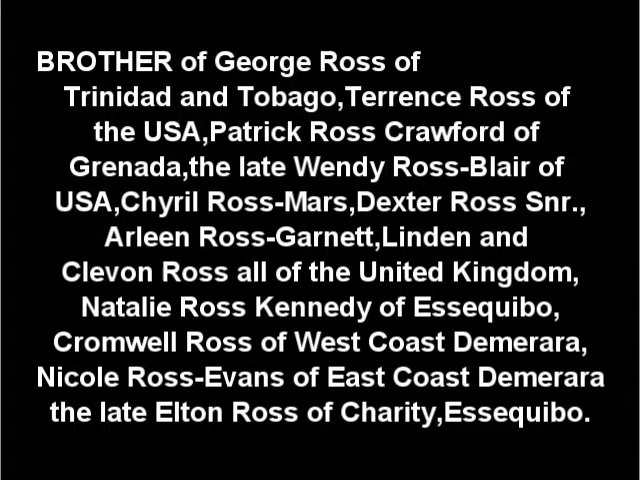 BROTHER of George Ross of
Trinidad and Tobago,Terrence Ross of
the USA,Patrick Ross Crawford of
Grenada,the late Wendy Ross-Blair of
USA,Chyril Ross-Mars,Dexter Ross Snr.,
Arleen Ross-Garnett,Linden and
Clevon Ross all of the United Kingdom,
Natalie Ross Kennedy of Essequibo,
Cromwell Ross of West Coast Demerara,
Nicole Ross-Evans of East Coast Demerara
the late Elton Ross of Charity,Essequibo.